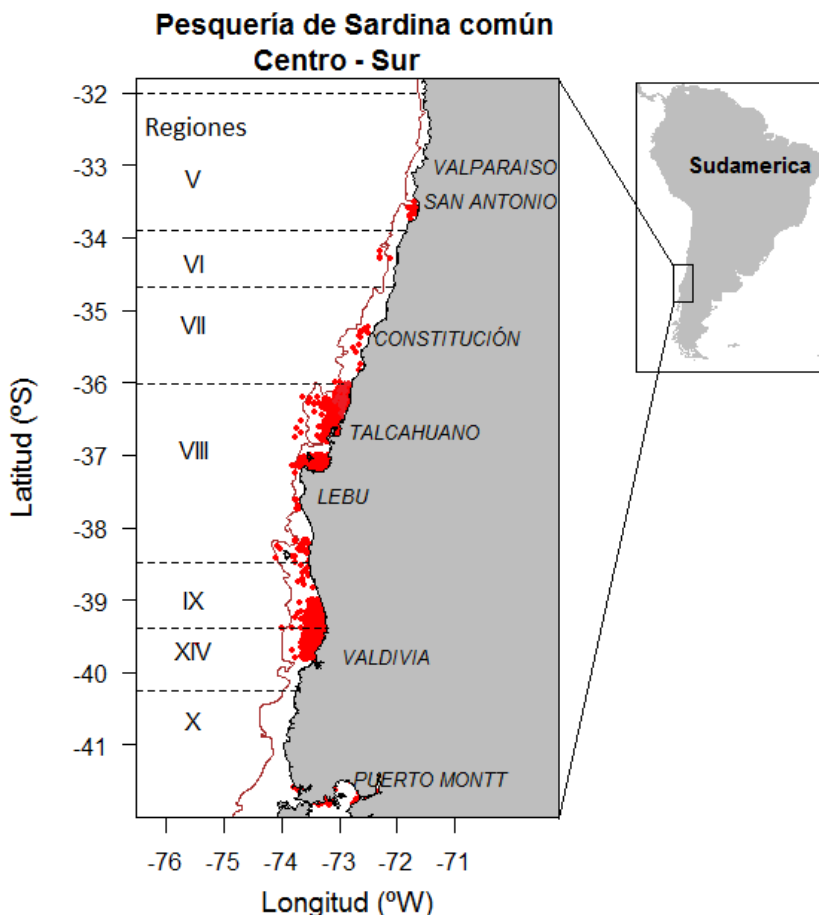 Pesquería de Sardina común
Centro - Sur
-32
Regiones
-33
V
VALPARAISO
SAN ANTONIO
-34
VI
-35
VII
CONSTITUCIÓN
-36
VIII
TALCAHUANO
-37
LEBU
-38
-39
IX
XIV
VALDIVIA
-40
X
-41
PUERTO MONTT
Latitud (ºS)
-76 -75 -74 -73 -72 -71
Longitud (ºW)
Sudamerica